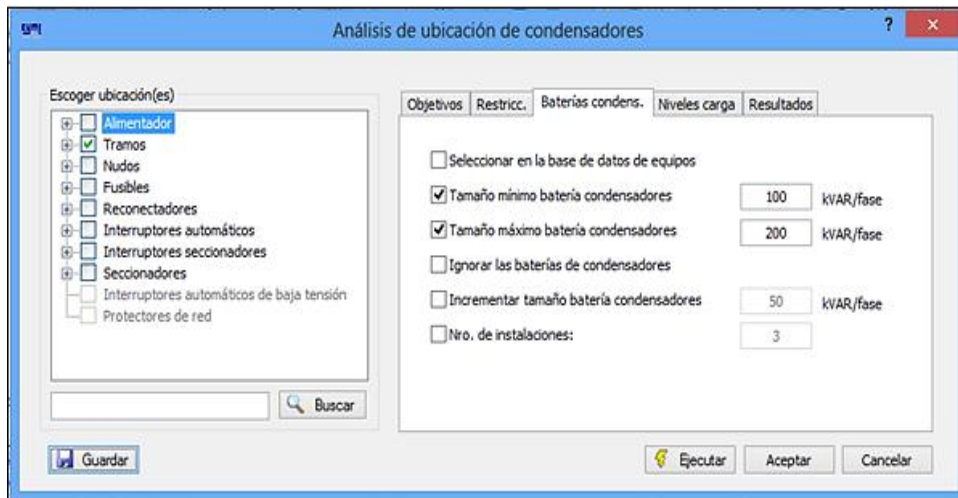 Análisis de ubicación de condensadores
Escoger ubicación(es)
Alimentador
Tramos
Nudos
Fusibles
Reconectadores
Interruptores automáticos
Interruptores seccionadores
Seccionadores
Interruptores automáticos de baja tensión
Protectores de red
Buscar
Guardar
Objetivos Restricc. Baterías condens. Niveles carga Resultados
Seleccionar en la base de datos de equipos
Tamaño mínimo batería condensadores 100 kVAR/fase
Tamaño máximo batería condensadores 200 kVAR/fase
Ignorar las baterías de condensadores
Incrementar tamaño batería condensadores 50 kVAR/fase
Nro. de instalaciones: 3
Ejecutar Aceptar Cancelar